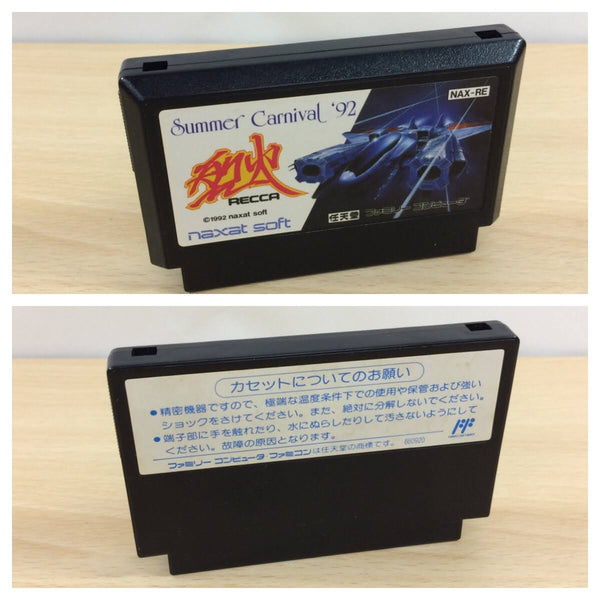 Summer Carnival '92
NAX-RE
烈火
RECCA
©1992 naxat soft
naxat soft
任天堂 ファミリー コンピュータ
カセットについてのお願い
●精密機器ですので、極端な温度条件下での使用や保管および強い
ショックをさけてください。また、絶対に分解しないでください。
●端子部に手を触れたり、水にぬらしたりして汚さないようにして
ください。故障の原因となります。
ファミリー コンピュータ・ファミコンは任天堂の商標です。 860920